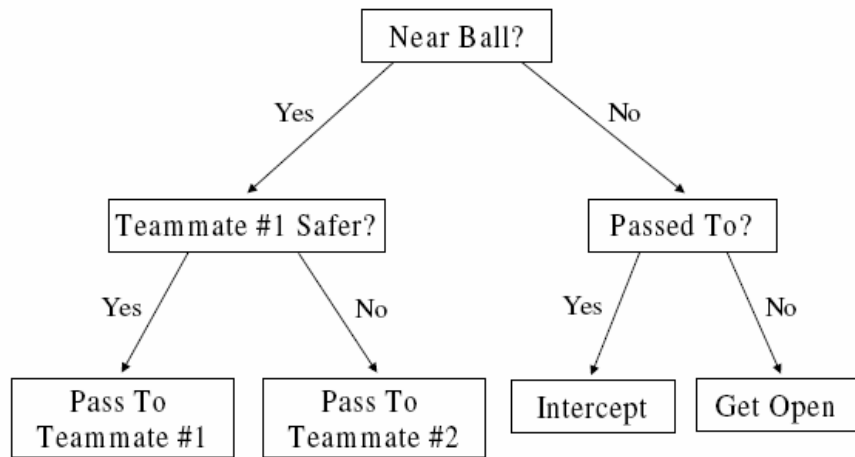 Near Ball?
Yes
No
Teammate #1 Safer?
Passed To?
Yes
No
Yes
No
Pass To
Teammate #1
Pass To
Teammate #2
Intercept
Get Open